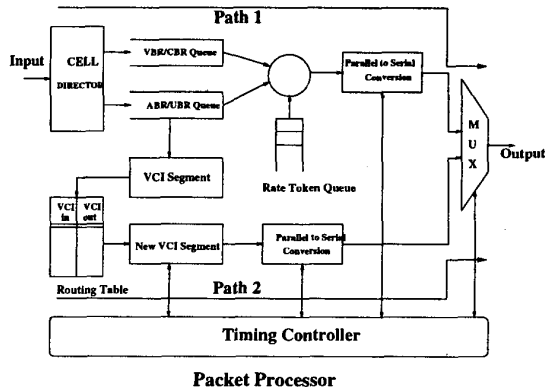 Path 1
Input
CELL
DIRECTOR
VBR/CBR Queue
ABR/UBR Queue
Parallel to Serial
Conversion
M
U
X
Output
VCI Segment
Rate Token Queue
VCI
in
VCI
out
New VCI Segment
Parallel to Serial
Conversion
Routing Table
Path 2
Timing Controller
Packet Processor